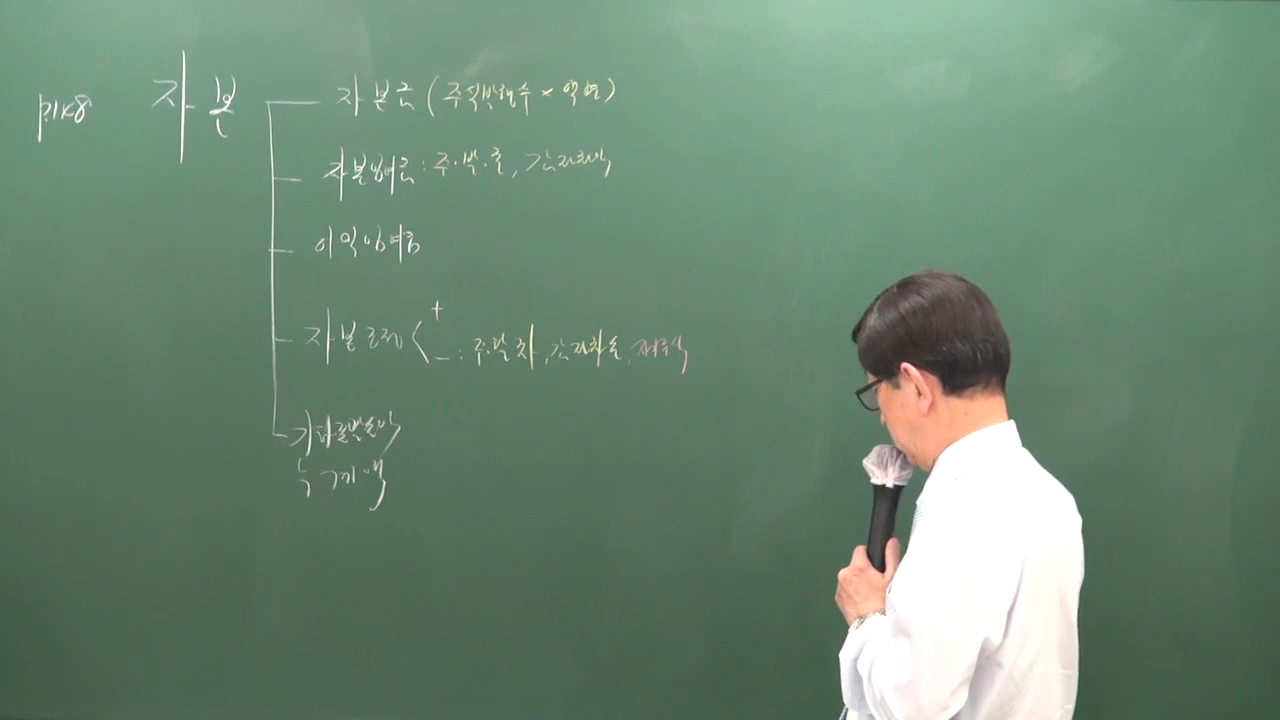 자본
자본금 (주식발행수 × 액면)
자본잉여금 : 주·발·초, 감자차익
이익잉여금
자본조정 < +
- : 주·발차, 감자차손, 자기주식
기타포괄손익
누계액